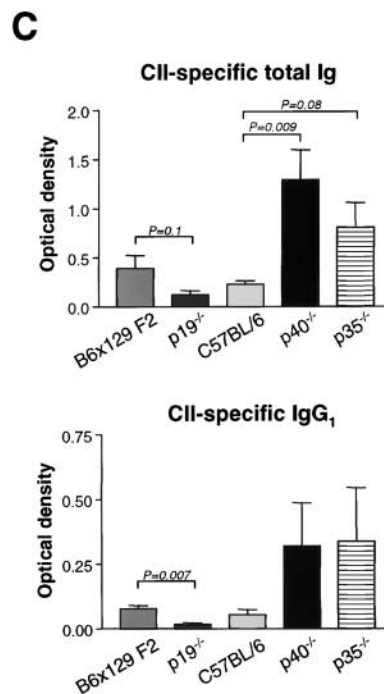 C
CII-specific total Ig
P=0.08
P=0.009
P=0.1
Optical density
2.0
1.5
1.0
0.5
0.0
B6x129 F2
p19-/-
C57BL/6
p40-/-
p35-/-
CII-specific IgG1
P=0.007
Optical density
0.75
0.50
0.25
0.00
B6x129 F2
p19-/-
C57BL/6
p40-/-
p35-/-